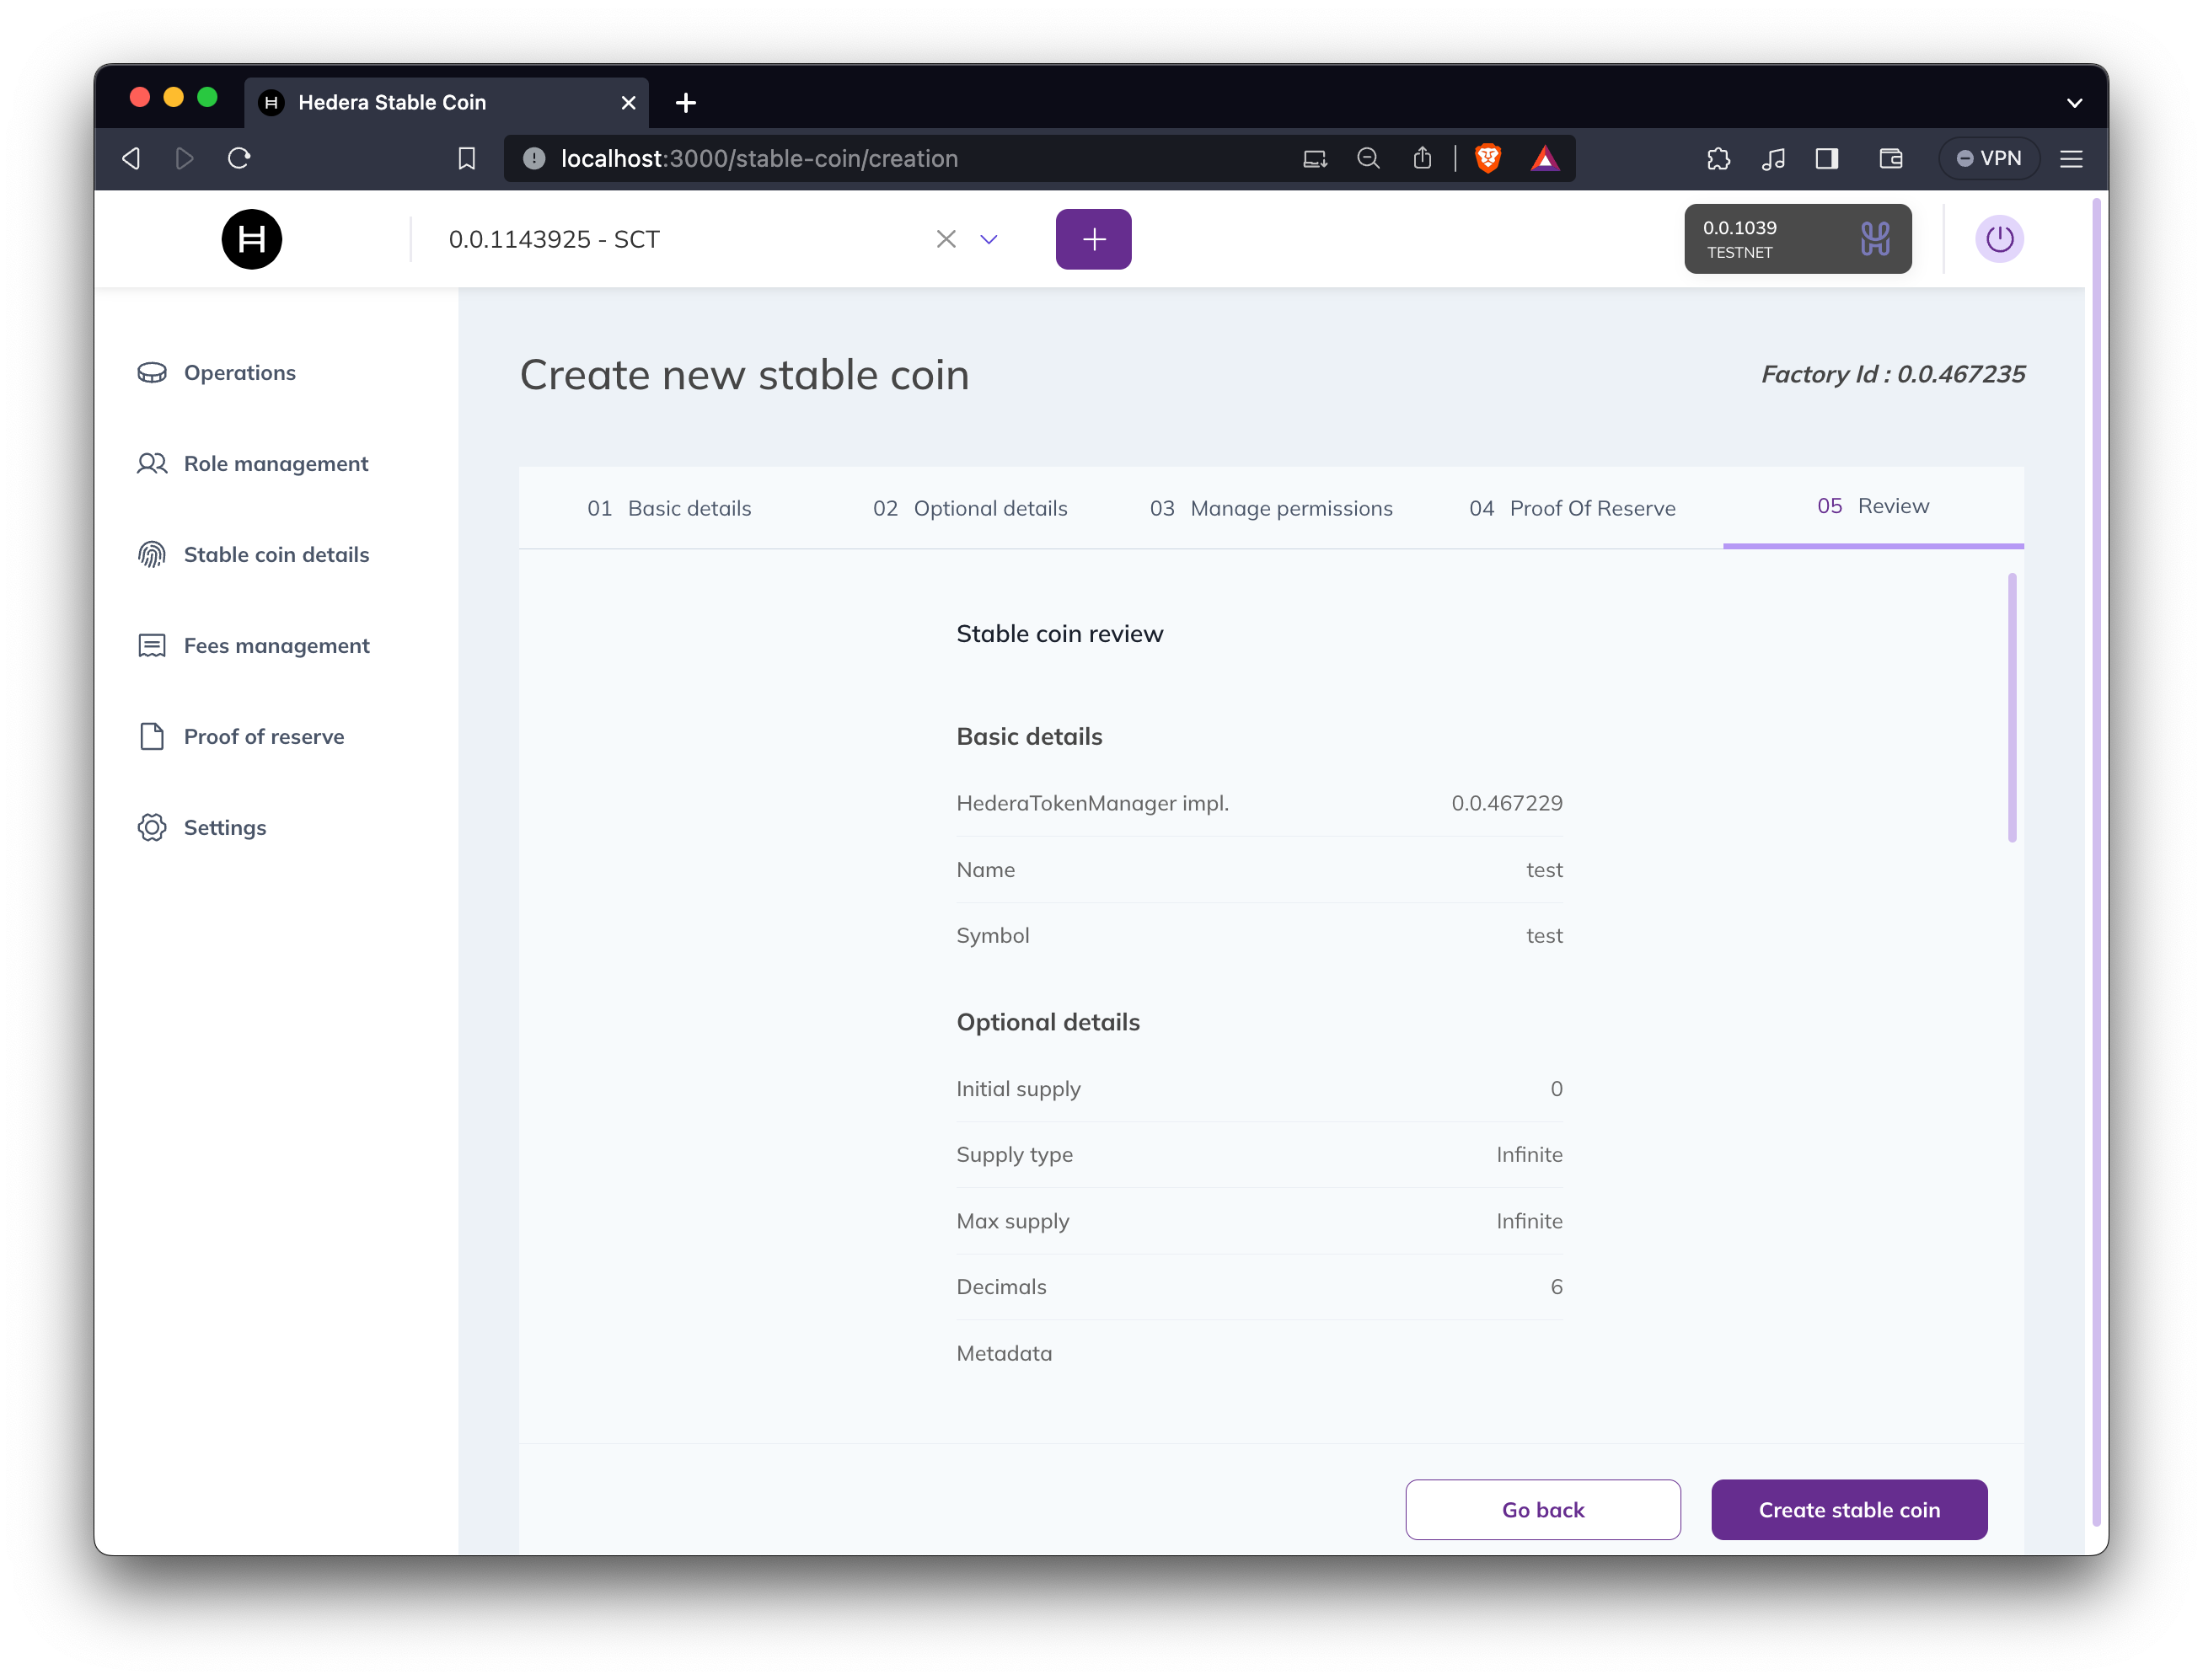 Hedera Stable Coin
localhost:3000/stable-coin/creation
VPN
0.0.1143925 - SCT
0.0.1039
TESTNET
Operations
Role management
Stable coin details
Fees management
Proof of reserve
Settings
Create new stable coin
Factory Id : 0.0.467235
01 Basic details
02 Optional details
03 Manage permissions
04 Proof Of Reserve
05 Review
Stable coin review
Basic details
HederaTokenManager impl. 0.0.467229
Name test
Symbol test
Optional details
Initial supply 0
Supply type Infinite
Max supply Infinite
Decimals 6
Metadata
Go back
Create stable coin